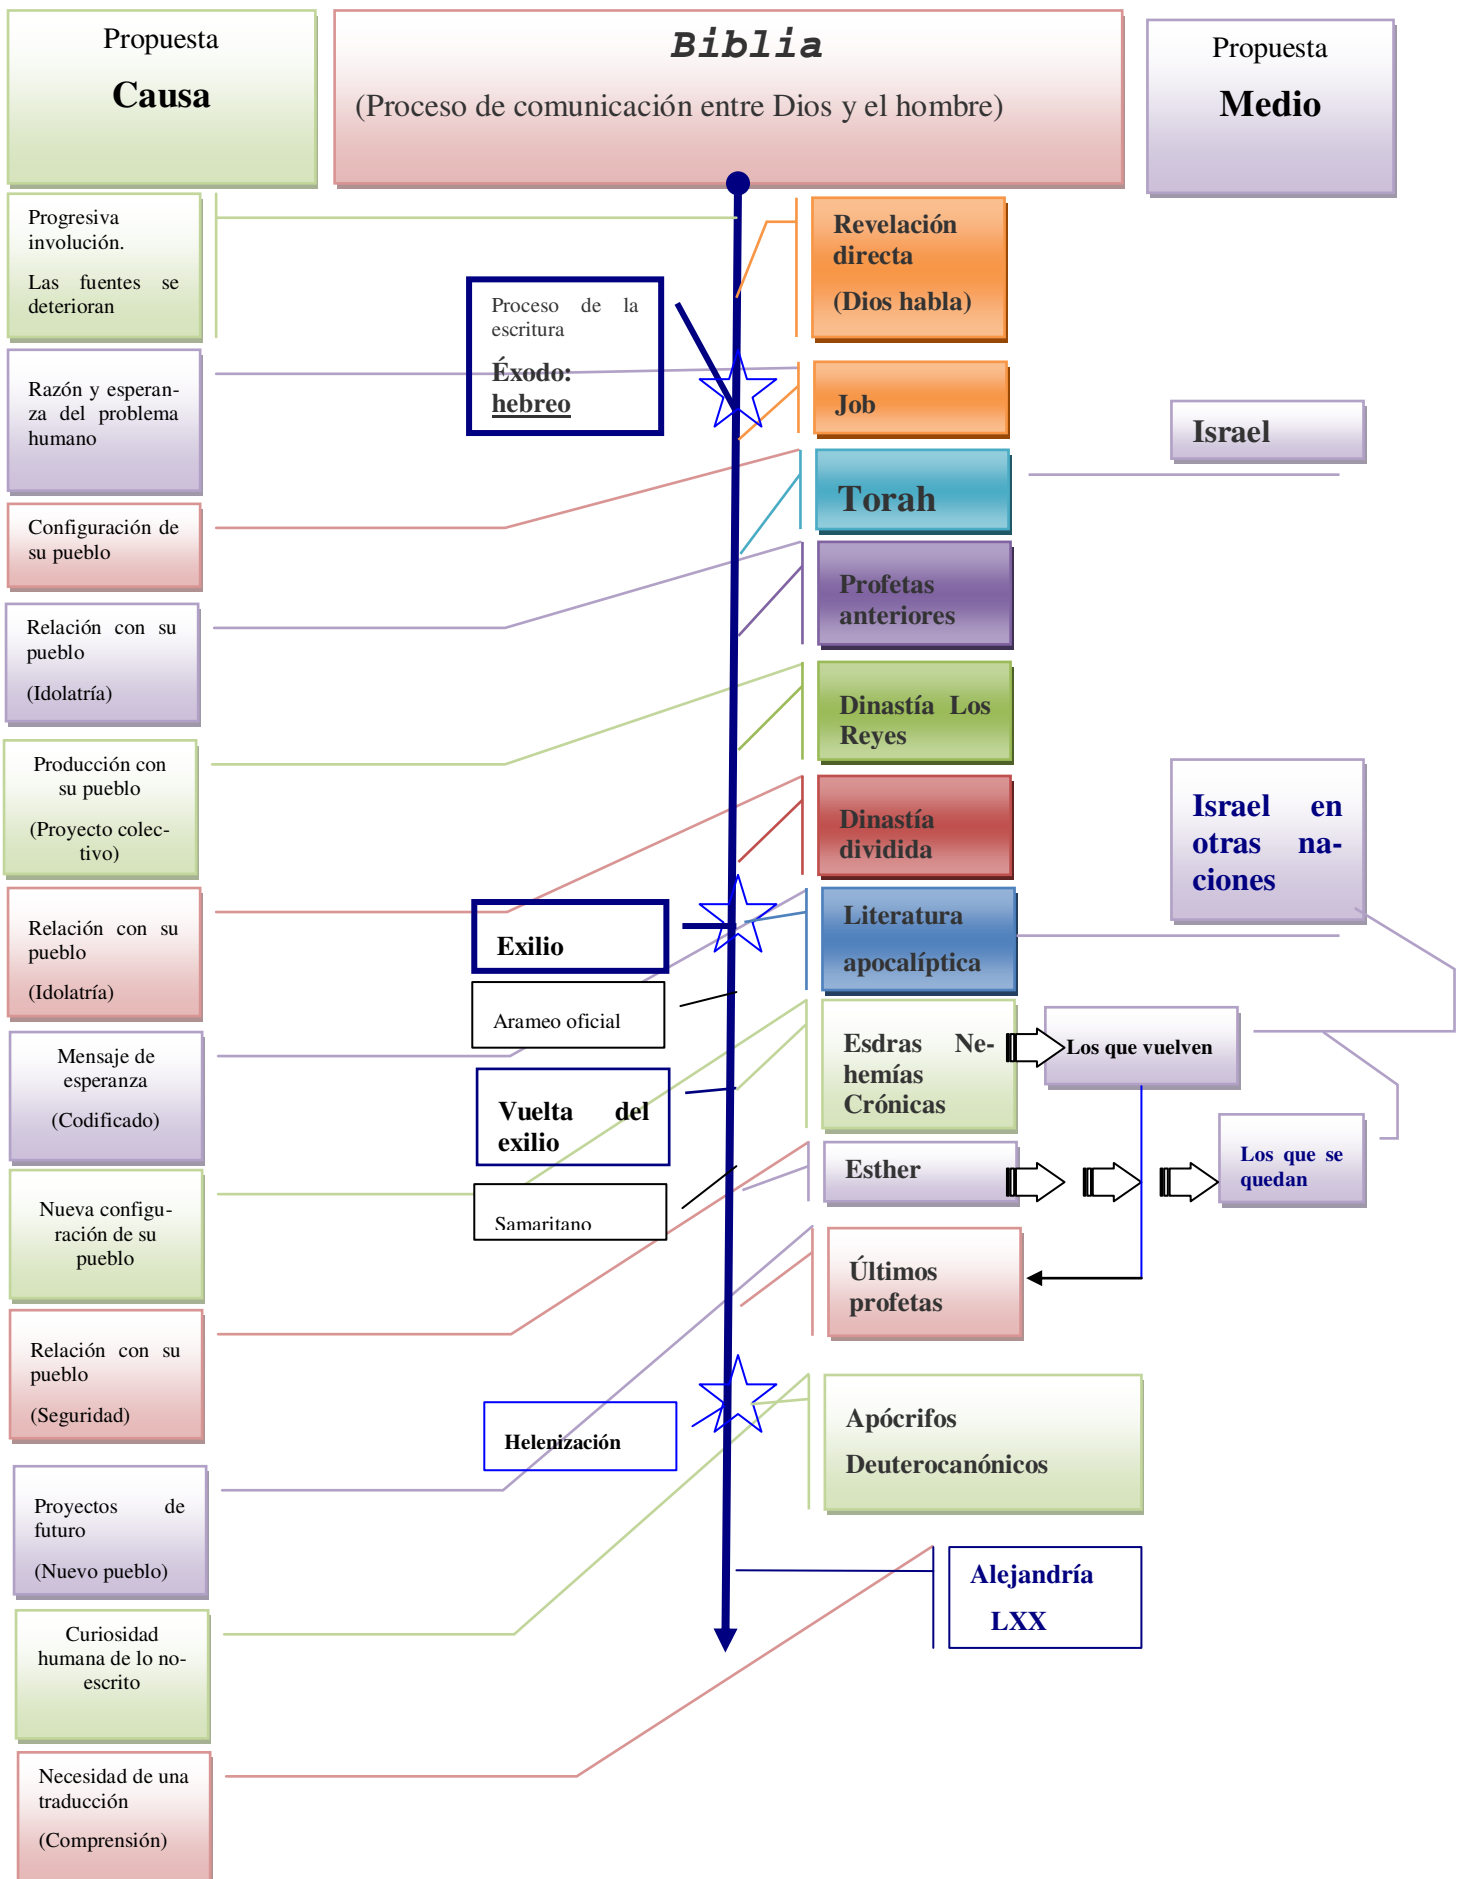 Propuesta
Causa
Biblia
(Proceso de comunicación entre Dios y el hombre)
Propuesta
Medio
Progresiva
involución.
Las fuentes se
deterioran
Revelación
directa
(Dios habla)
Proceso de la
escritura
Éxodo:
hebreo
Razón y esperan-
za del problema
humano
Job
Israel
Torah
Configuración de
su pueblo
Profetas
anteriores
Relación con su
pueblo
(Idolatría)
Dinastía Los
Reyes
Producción con
su pueblo
(Proyecto colec-
tivo)
Dinastía
dividida
Israel en
otras na-
ciones
Relación con su
pueblo
(Idolatría)
Exilio
Literatura
apocalíptica
Arameo oficial
Mensaje de
esperanza
(Codificado)
Esdras Ne-
hemías
Crónicas
Los que vuelven
Vuelta del
exilio
Esther
Los que se
quedan
Nueva configu-
ración de su
pueblo
Samaritano
Últimos
profetas
Relación con su
pueblo
(Seguridad)
Helenización
Apócrifos
Deuterocanónicos
Proyectos de
futuro
(Nuevo pueblo)
Alejandría
LXX
Curiosidad
humana de lo no-
escrito
Necesidad de una
traducción
(Comprensión)